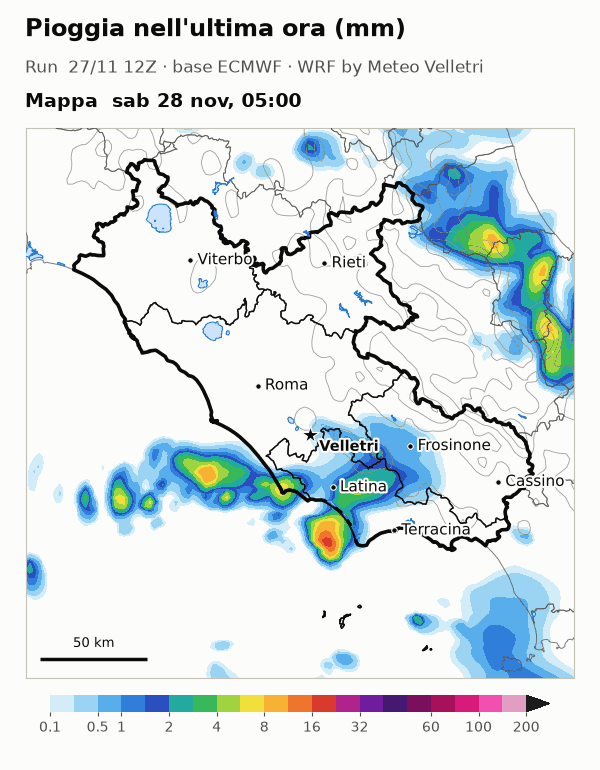 Pioggia nell'ultima ora (mm)
Run  27/11 12Z · base ECMWF · WRF by Meteo Velletri
Mappa  sab 28 nov, 05:00
Viterbo
Rieti
Roma
Velletri
Frosinone
Latina
Cassino
Terracina
50 km
0.1 0.5 1 2 4 8 16 32 60 100 200